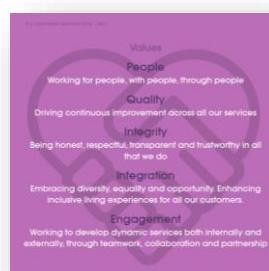 Values
People
Working for people, with people, through people
Quality
Driving continuous improvement across all our services
Integrity
Being honest, respectful, transparent and trustworthy in all
that we do
Integration
Embracing diversity, equality and opportunity. Enhancing
inclusive living experiences for all our customers.
Engagement
Working to develop dynamic services both internally and
externally, through teamwork, collaboration and partnership